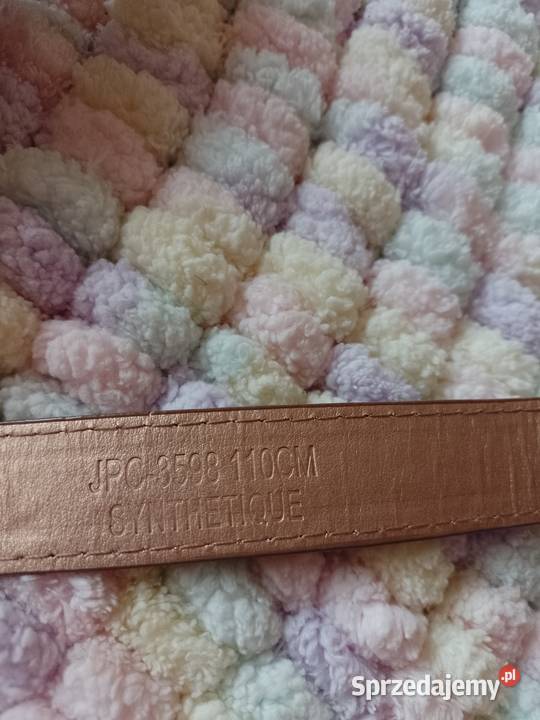 JPC-3598 110CM
SYNTHETIQUE
Sprzedajemy.pl